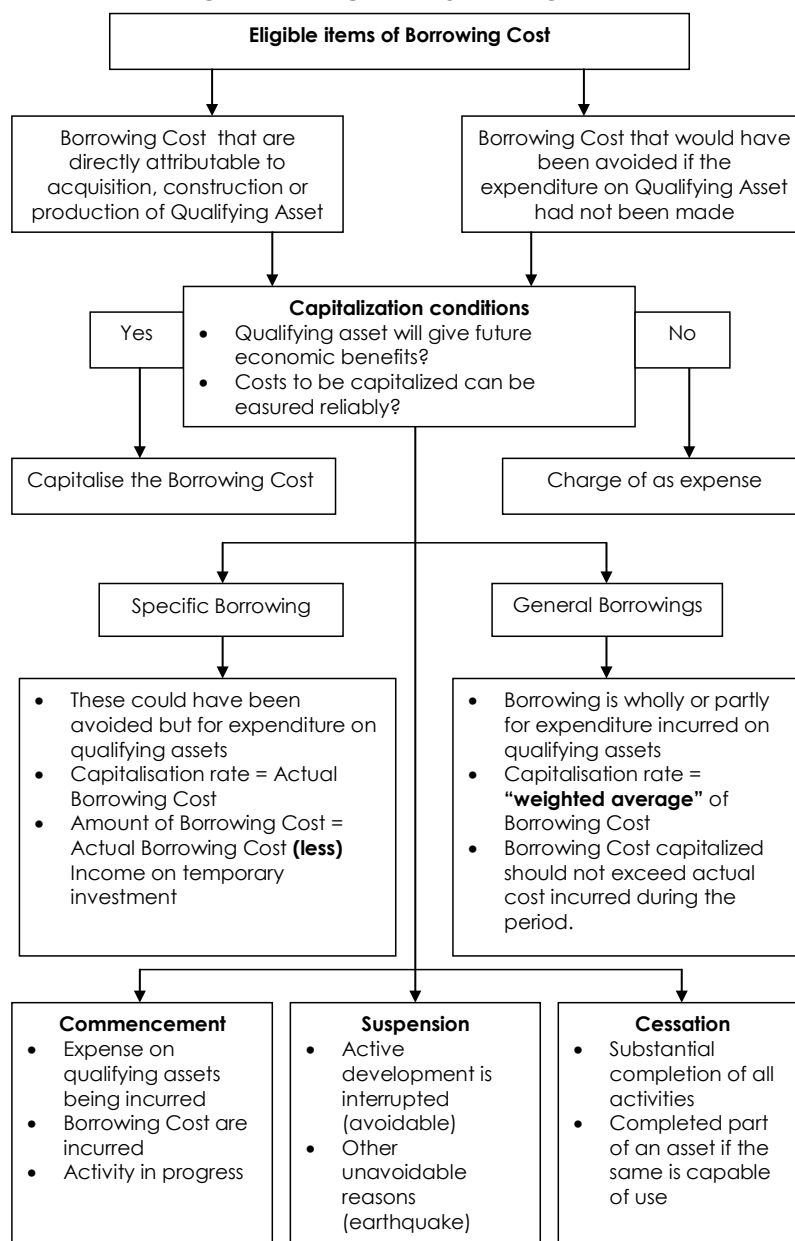 Eligible items of Borrowing Cost
Borrowing Cost that are
directly attributable to
acquisition, construction or
production of Qualifying Asset
Borrowing Cost that would have
been avoided if the
expenditure on Qualifying Asset
had not been made
Yes
Capitalization conditions
• Qualifying asset will give future
economic benefits?
• Costs to be capitalized can be
easured reliably?
No
Capitalise the Borrowing Cost
Charge of as expense
Specific Borrowing
General Borrowings
• These could have been
avoided but for expenditure on
qualifying assets
• Capitalisation rate = Actual
Borrowing Cost
• Amount of Borrowing Cost =
Actual Borrowing Cost (less)
Income on temporary
investment
• Borrowing is wholly or partly
for expenditure incurred on
qualifying assets
• Capitalisation rate =
“weighted average” of
Borrowing Cost
• Borrowing Cost capitalized
should not exceed actual
cost incurred during the
period.
Commencement
• Expense on
qualifying assets
being incurred
• Borrowing Cost are
incurred
• Activity in progress
Suspension
• Active
development is
interrupted
(avoidable)
• Other
unavoidable
reasons
(earthquake)
Cessation
• Substantial
completion of all
activities
• Completed part
of an asset if the
same is capable
of use